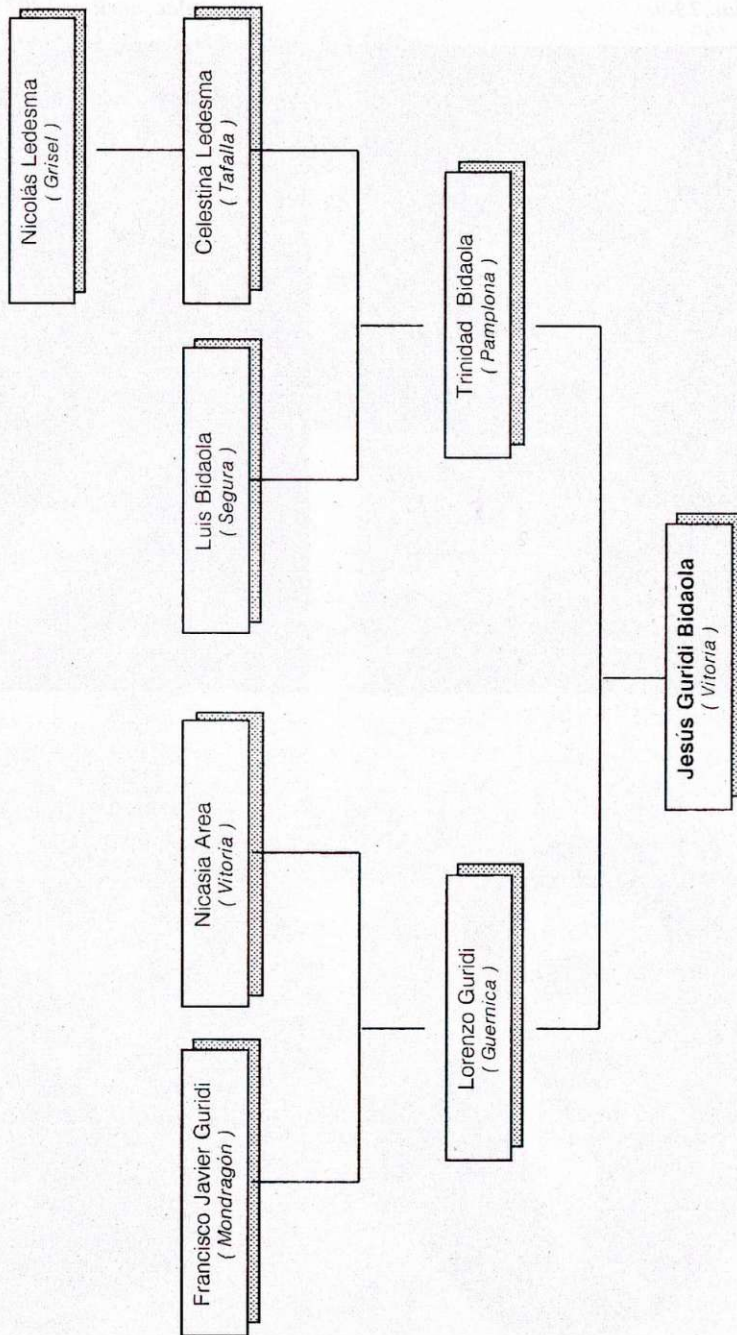 Nicolás Ledesma
( Grisel )
Francisco Javier Guridi
( Mondragón )
Nicasia Area
( Vitoria )
Luis Bidaola
( Segura )
Celestina Ledesma
( Tafalla )
Lorenzo Guridi
( Guernica )
Trinidad Bidaola
( Pamplona )
Jesús Guridi Bidaola
( Vitoria )